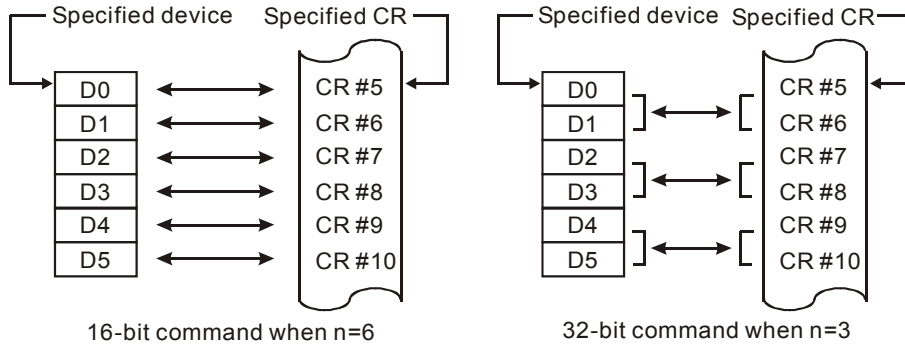 Specified device Specified CR
D0 CR #5
D1 CR #6
D2 CR #7
D3 CR #8
D4 CR #9
D5 CR #10
16-bit command when n=6
Specified device Specified CR
D0 CR #5
D1 CR #6
D2 CR #7
D3 CR #8
D4 CR #9
D5 CR #10
32-bit command when n=3